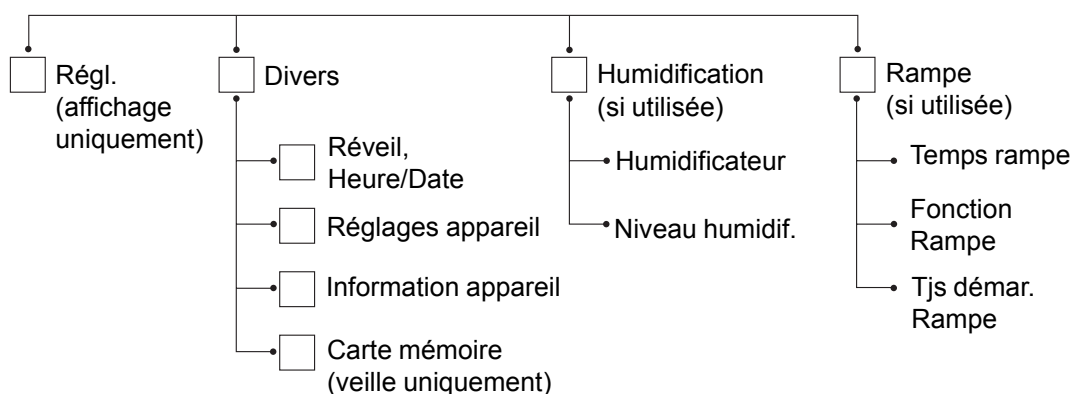 Régl.
(affichage
uniquement)
Divers
Réveil,
Heure/Date
Réglages appareil
Information appareil
Carte mémoire
(veille uniquement)
Humidification
(si utilisée)
Humidificateur
Niveau humidif.
Rampe
(si utilisée)
Temps rampe
Fonction
Rampe
Tjs démar.
Rampe